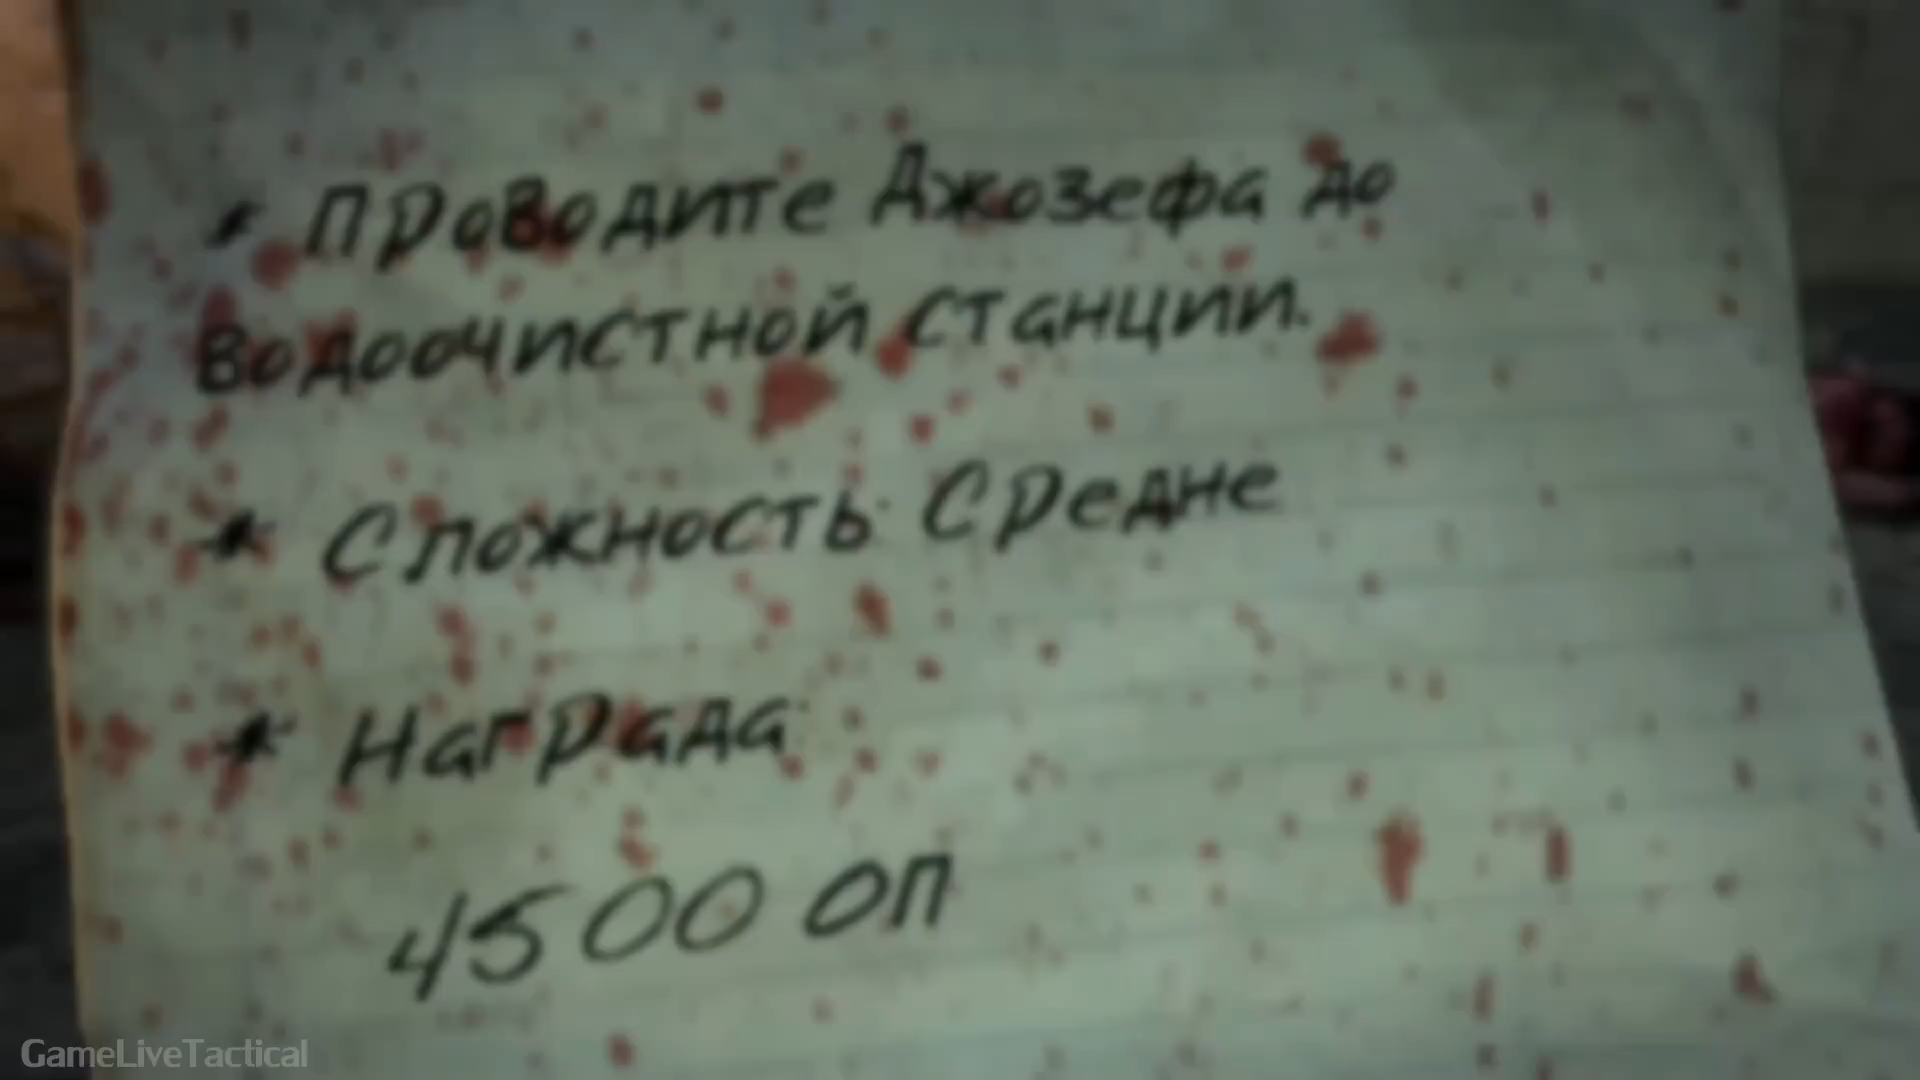 * Проводите Джозефа до
Водоочистной станции.
* Сложность: Средне
* Награда:
4500 оп
GameLiveTactical